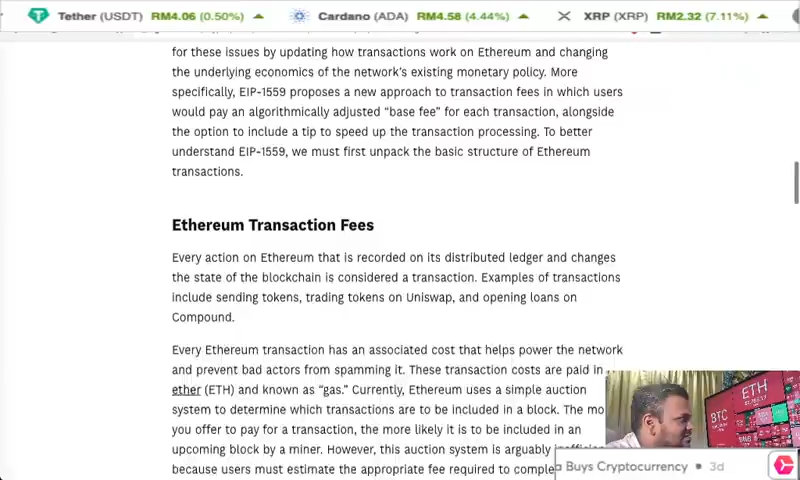 Tether (USDT) RM4.06 (0.50%) Cardano (ADA) RM4.58 (4.44%) XRP (XRP) RM2.32 (7.11%)
for these issues by updating how transactions work on Ethereum and changing
the underlying economics of the network's existing monetary policy. More
specifically, EIP-1559 proposes a new approach to transaction fees in which users
would pay an algorithmically adjusted “base fee” for each transaction, alongside
the option to include a tip to speed up the transaction processing. To better
understand EIP-1559, we must first unpack the basic structure of Ethereum
transactions.
Ethereum Transaction Fees
Every action on Ethereum that is recorded on its distributed ledger and changes
the state of the blockchain is considered a transaction. Examples of transactions
include sending tokens, trading tokens on Uniswap, and opening loans on
Compound.
Every Ethereum transaction has an associated cost that helps power the network
and prevent bad actors from spamming it. These transaction costs are paid in
ether (ETH) and known as “gas.” Currently, Ethereum uses a simple auction
system to determine which transactions are to be included in a block. The mo
you offer to pay for a transaction, the more likely it is to be included in an
upcoming block by a miner. However, this auction system is arguably
because users must estimate the appropriate fee required to comple
ETH
BTC
a Buys Cryptocurrency • 3d